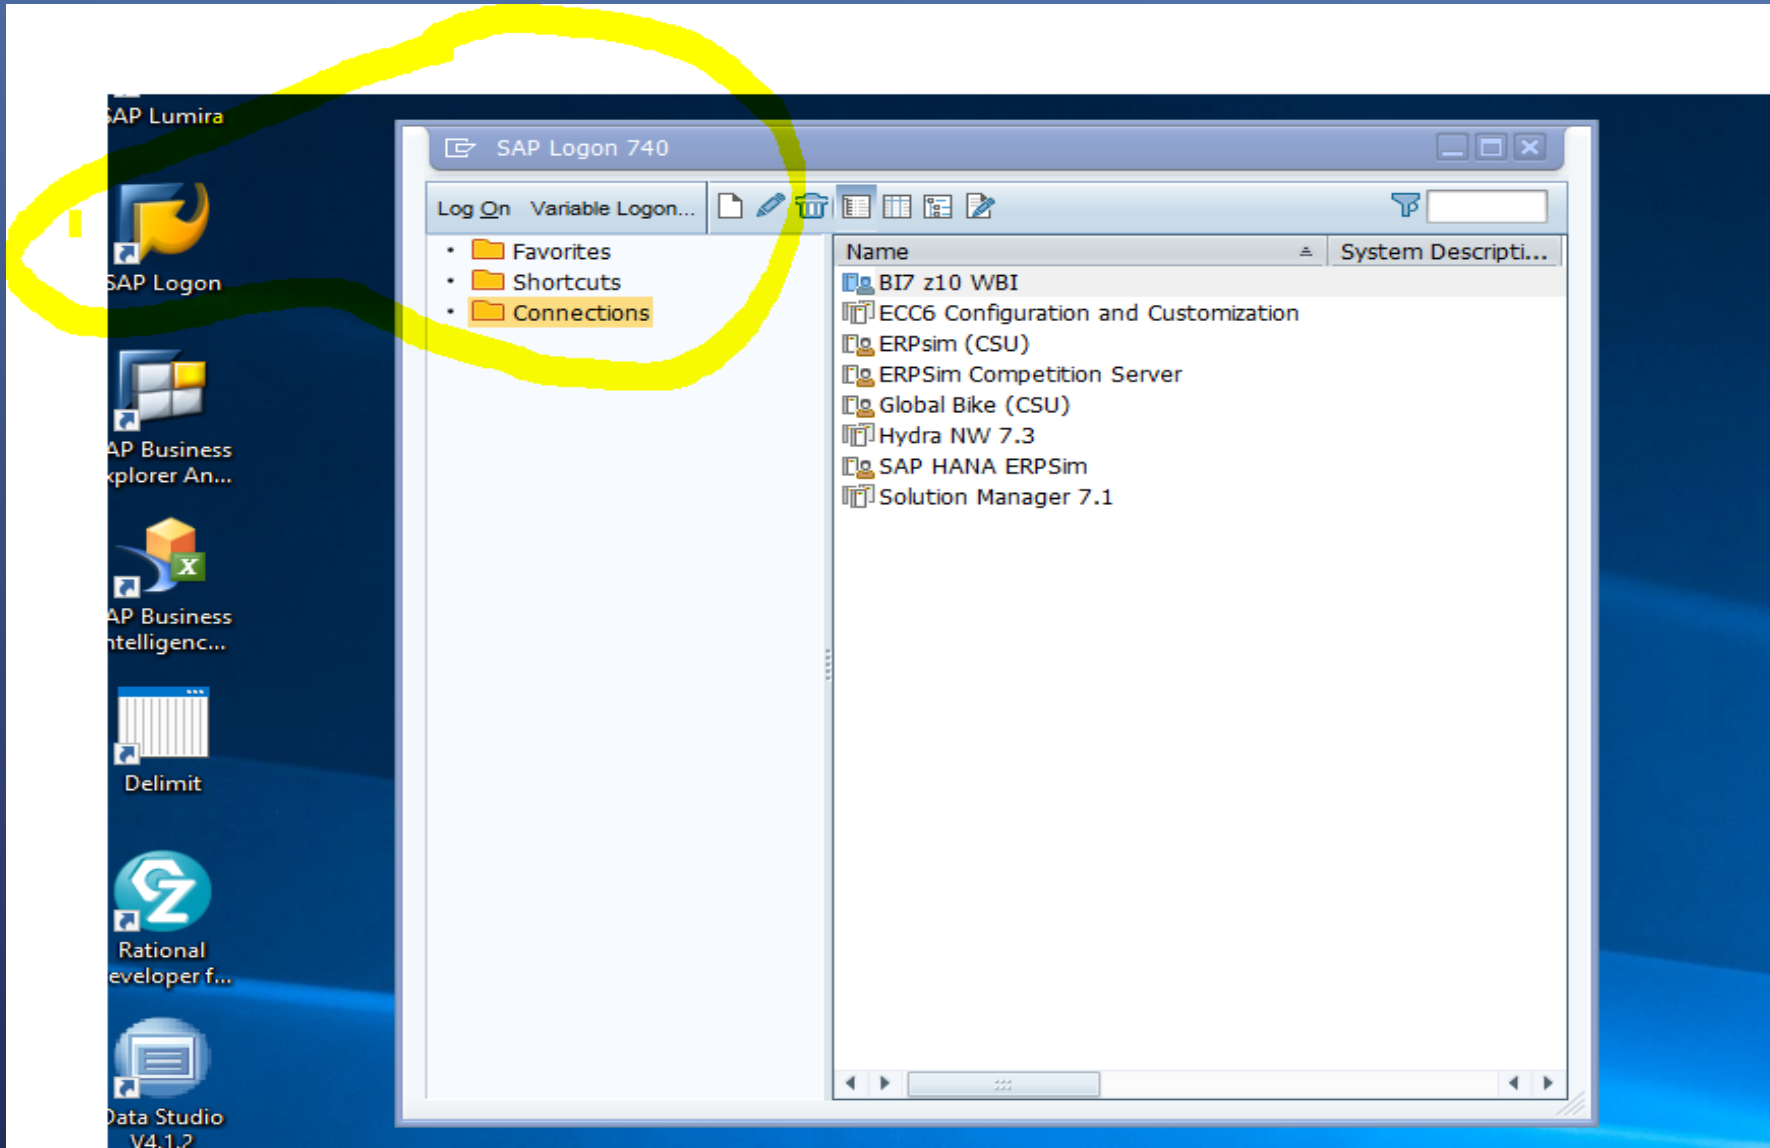 SAP Lumira
SAP Logon
AP Business
xplorer An...
AP Business
ntelligenc...
Delimit
Rational
eveloper f...
Data Studio
V4.1.2
SAP Logon 740
Log On Variable Logon...
Favorites
Shortcuts
Connections
Name System Descripti...
BI7 z10 WBI
ECC6 Configuration and Customization
ERPsim (CSU)
ERPSim Competition Server
Global Bike (CSU)
Hydra NW 7.3
SAP HANA ERPSim
Solution Manager 7.1